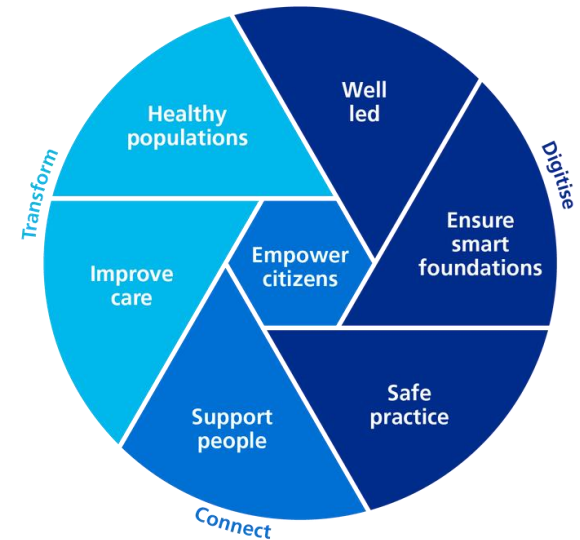 Well
led
Digitise
Ensure
smart
foundations
Safe
practice
Connect
Support
people
Improve
care
Transform
Healthy
populations
Empower
citizens